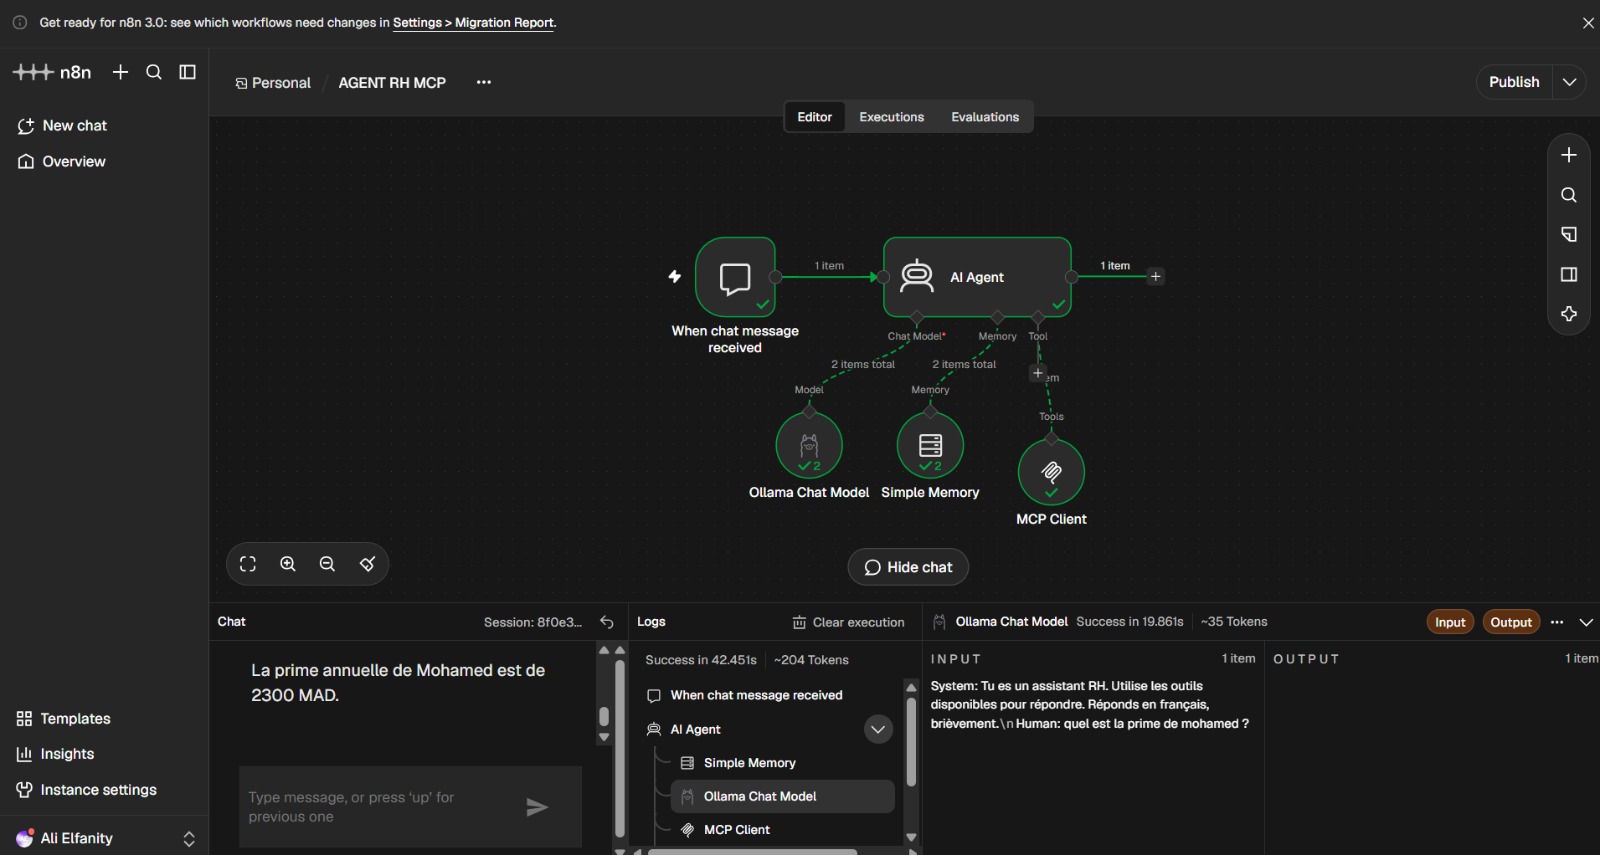 Get ready for n8n 3.0: see which workflows need changes in Settings > Migration Report.
n8n
New chat
Overview
Templates
Insights
Instance settings
Ali Elfanity
Personal / AGENT RH MCP
Publish
Editor Executions Evaluations
1 item
AI Agent
1 item
When chat message
received
Chat Model*
Memory
Tool
2 items total
2 items total
em
Model
Memory
Tools
2
2
Ollama Chat Model
Simple Memory
MCP Client
Hide chat
Chat
Session: 8f0e3...
La prime annuelle de Mohamed est de
2300 MAD.
Type message, or press 'up' for
previous one
Logs
Clear execution
Success in 42.451s ~204 Tokens
When chat message received
AI Agent
Simple Memory
Ollama Chat Model
MCP Client
Ollama Chat Model Success in 19.861s ~35 Tokens
Input Output
INPUT 1 item
System: Tu es un assistant RH. Utilise les outils
disponibles pour répondre. Réponds en français,
brièvement.\n Human: quel est la prime de mohamed ?
OUTPUT 1 item